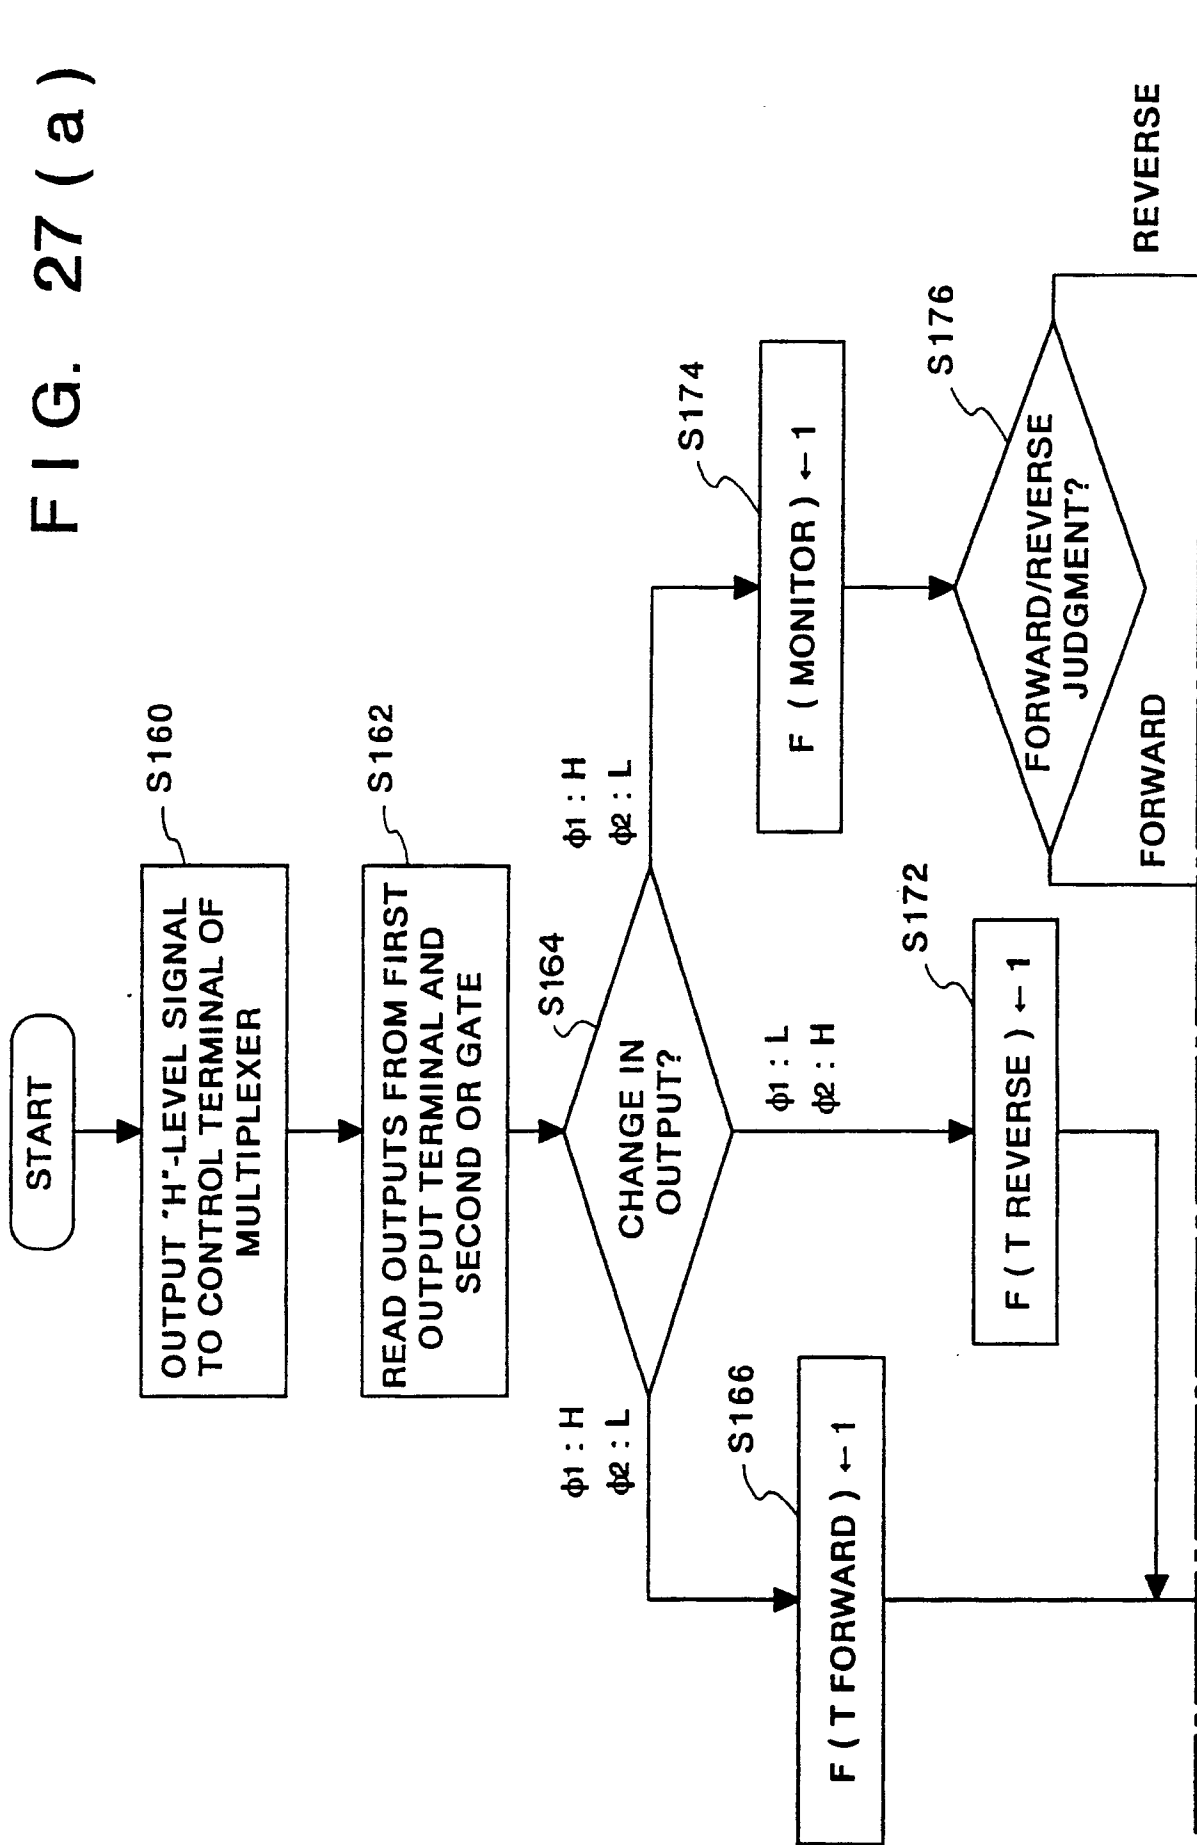 FIG. 27(a)
START
S160
OUTPUT "H"-LEVEL SIGNAL
TO CONTROL TERMINAL OF
MULTIPLEXER
S162
READ OUTPUTS FROM FIRST
OUTPUT TERMINAL AND
SECOND OR GATE
S164
CHANGE IN
OUTPUT?
ϕ1 : H
ϕ2 : L
ϕ1 : L
ϕ2 : H
ϕ1 : H
ϕ2 : L
S166
F ( T FORWARD ) ← 1
S172
F ( T REVERSE ) ← 1
S174
F ( MONITOR ) ← 1
S176
FORWARD/REVERSE
JUDGMENT?
FORWARD
REVERSE